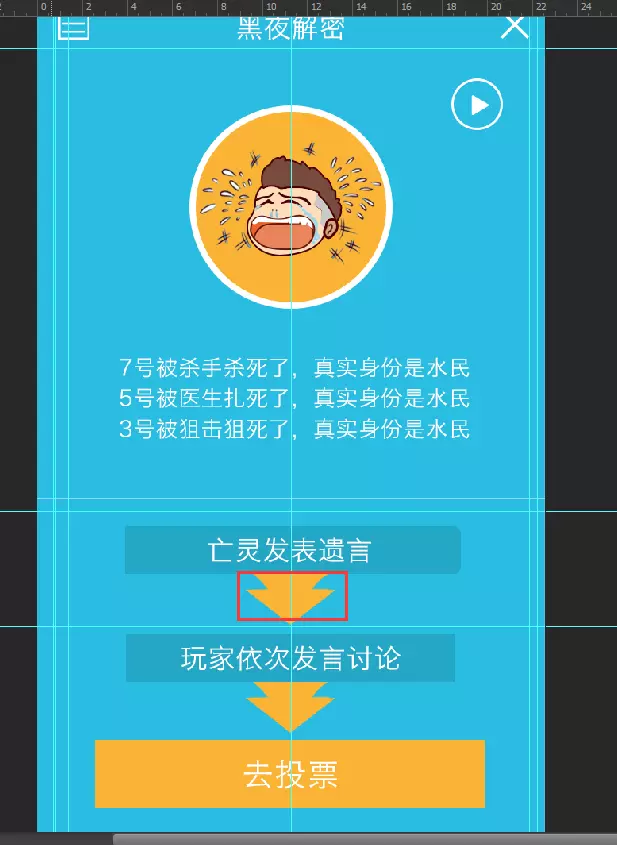 0 2 4 6 8 10 12 14 16 18 20 22 24
黑夜解密
7号被杀手杀死了，真实身份是水民
5号被医生扎死了，真实身份是水民
3号被狙击狙死了，真实身份是水民
亡灵发表遗言
玩家依次发言讨论
去投票